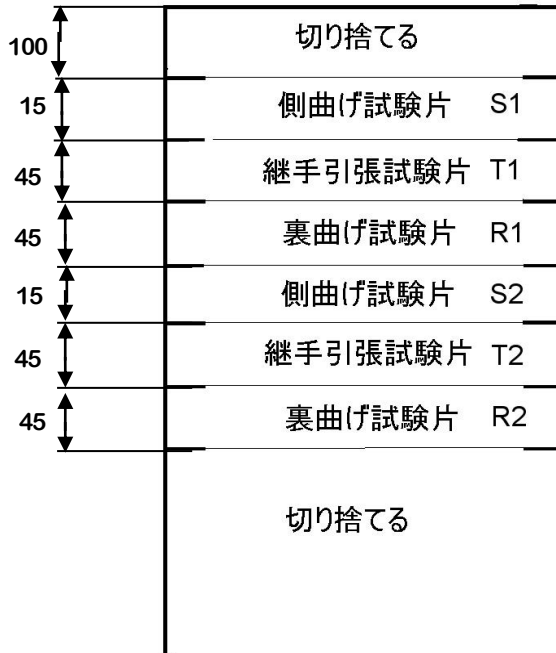 100 切り捨てる
15 側曲げ試験片 S1
45 継手引張試験片 T1
45 裏曲げ試験片 R1
15 側曲げ試験片 S2
45 継手引張試験片 T2
45 裏曲げ試験片 R2
切り捨てる